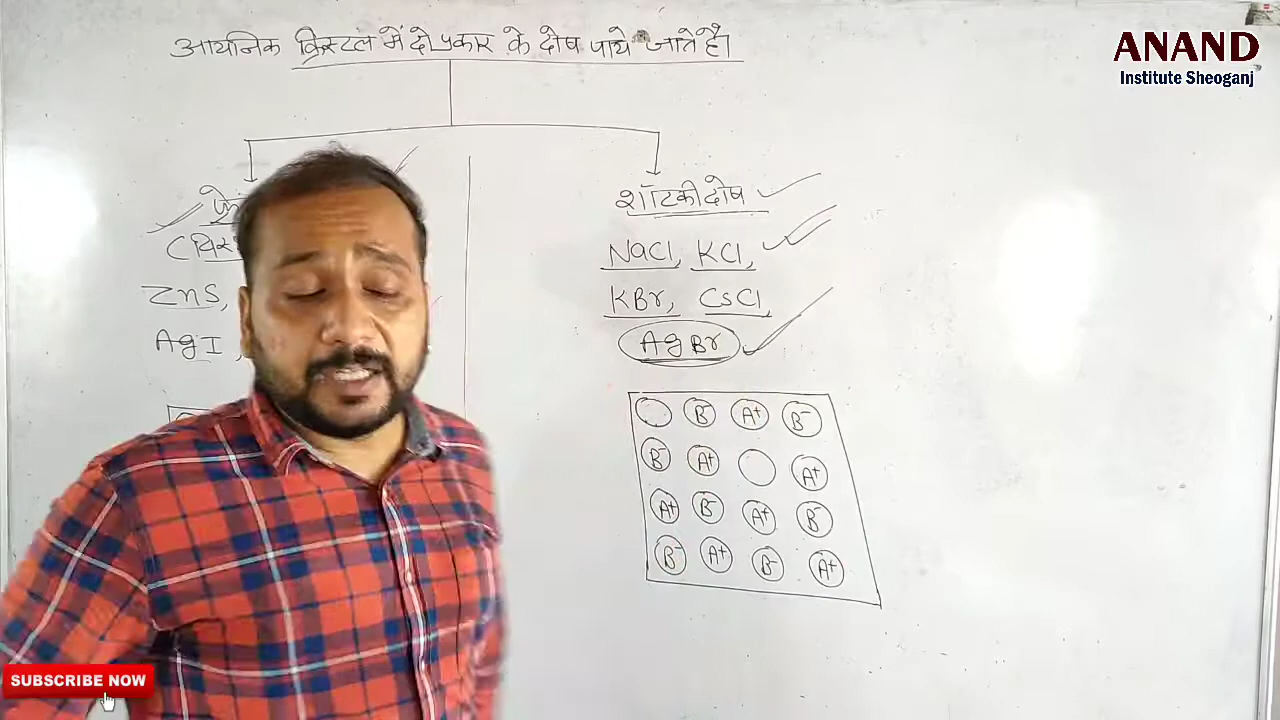 आयनिक क्रिस्टल में दो प्रकार के दोष पाये जाते है।
ANAND
Institute Sheoganj
शॉटकी दोष
NaCl, KCl,
KBr, CsCl,
AgBr
ZnS,
AgI,
B⁻ A⁺ B⁻
B⁻ A⁺ A⁺
A⁺ B⁻ A⁺ B⁻
B⁻ A⁺ B⁻ A⁺
SUBSCRIBE NOW